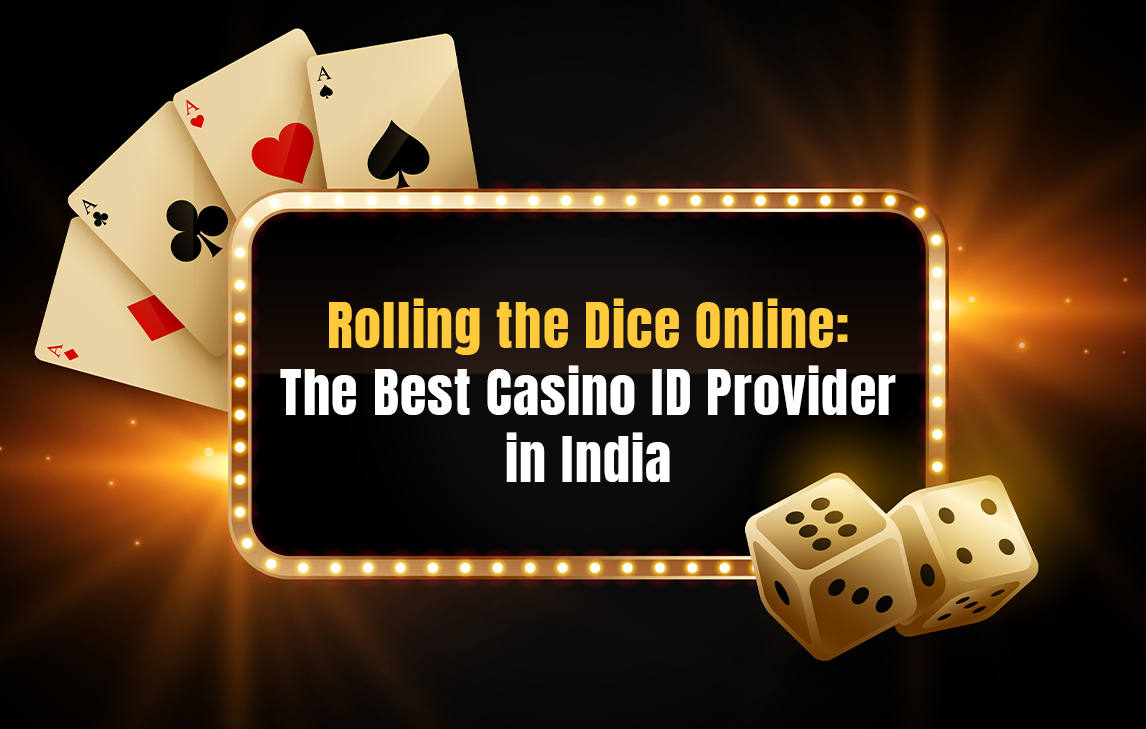 A
A
A
A
Rolling the Dice Online:
The Best Casino ID Provider
in India